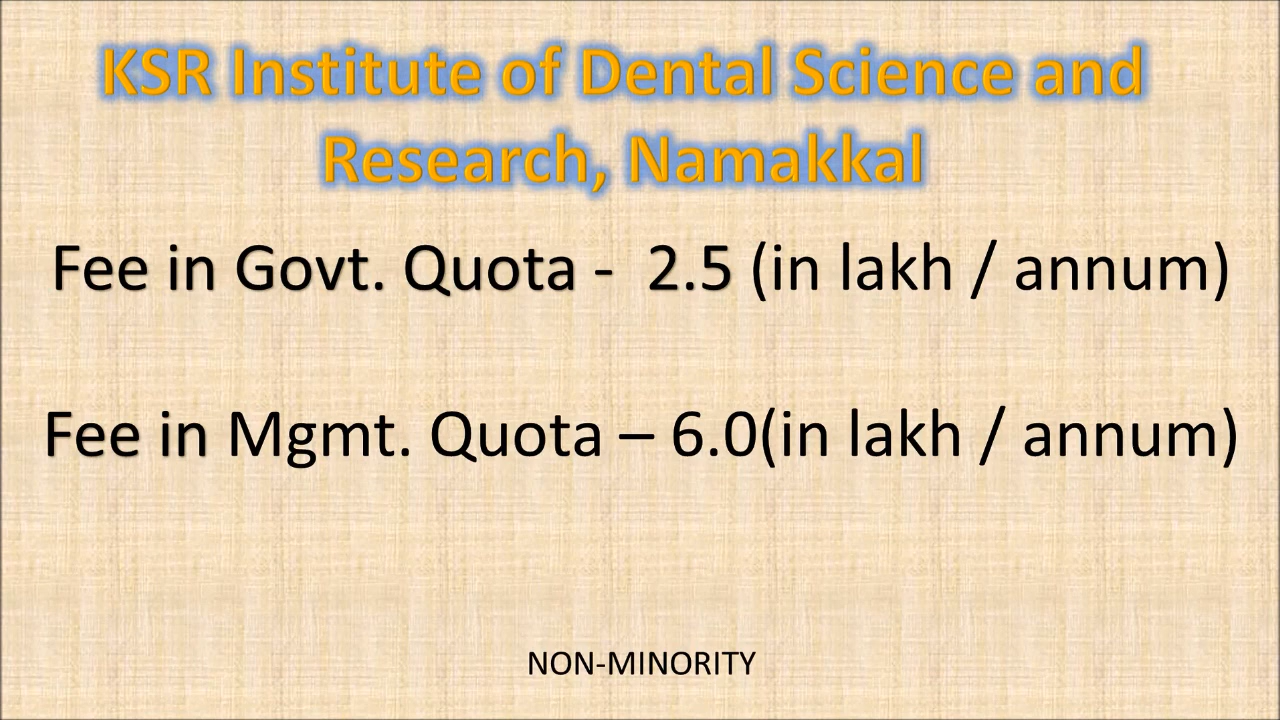 KSR Institute of Dental Science and
Research, Namakkal
Fee in Govt. Quota -  2.5 (in lakh / annum)
Fee in Mgmt. Quota – 6.0(in lakh / annum)
NON-MINORITY